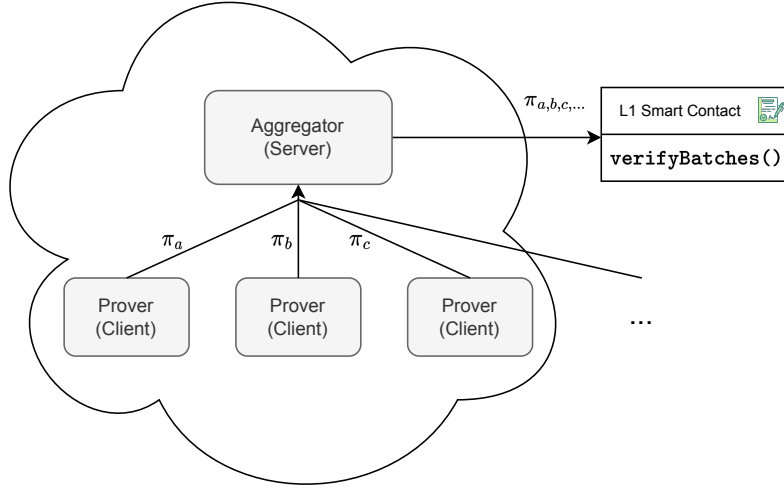 Aggregator
(Server)
π_{a,b,c,...}
L1 Smart Contact
verifyBatches()
π_a
π_b
π_c
Prover
(Client)
Prover
(Client)
Prover
(Client)
...